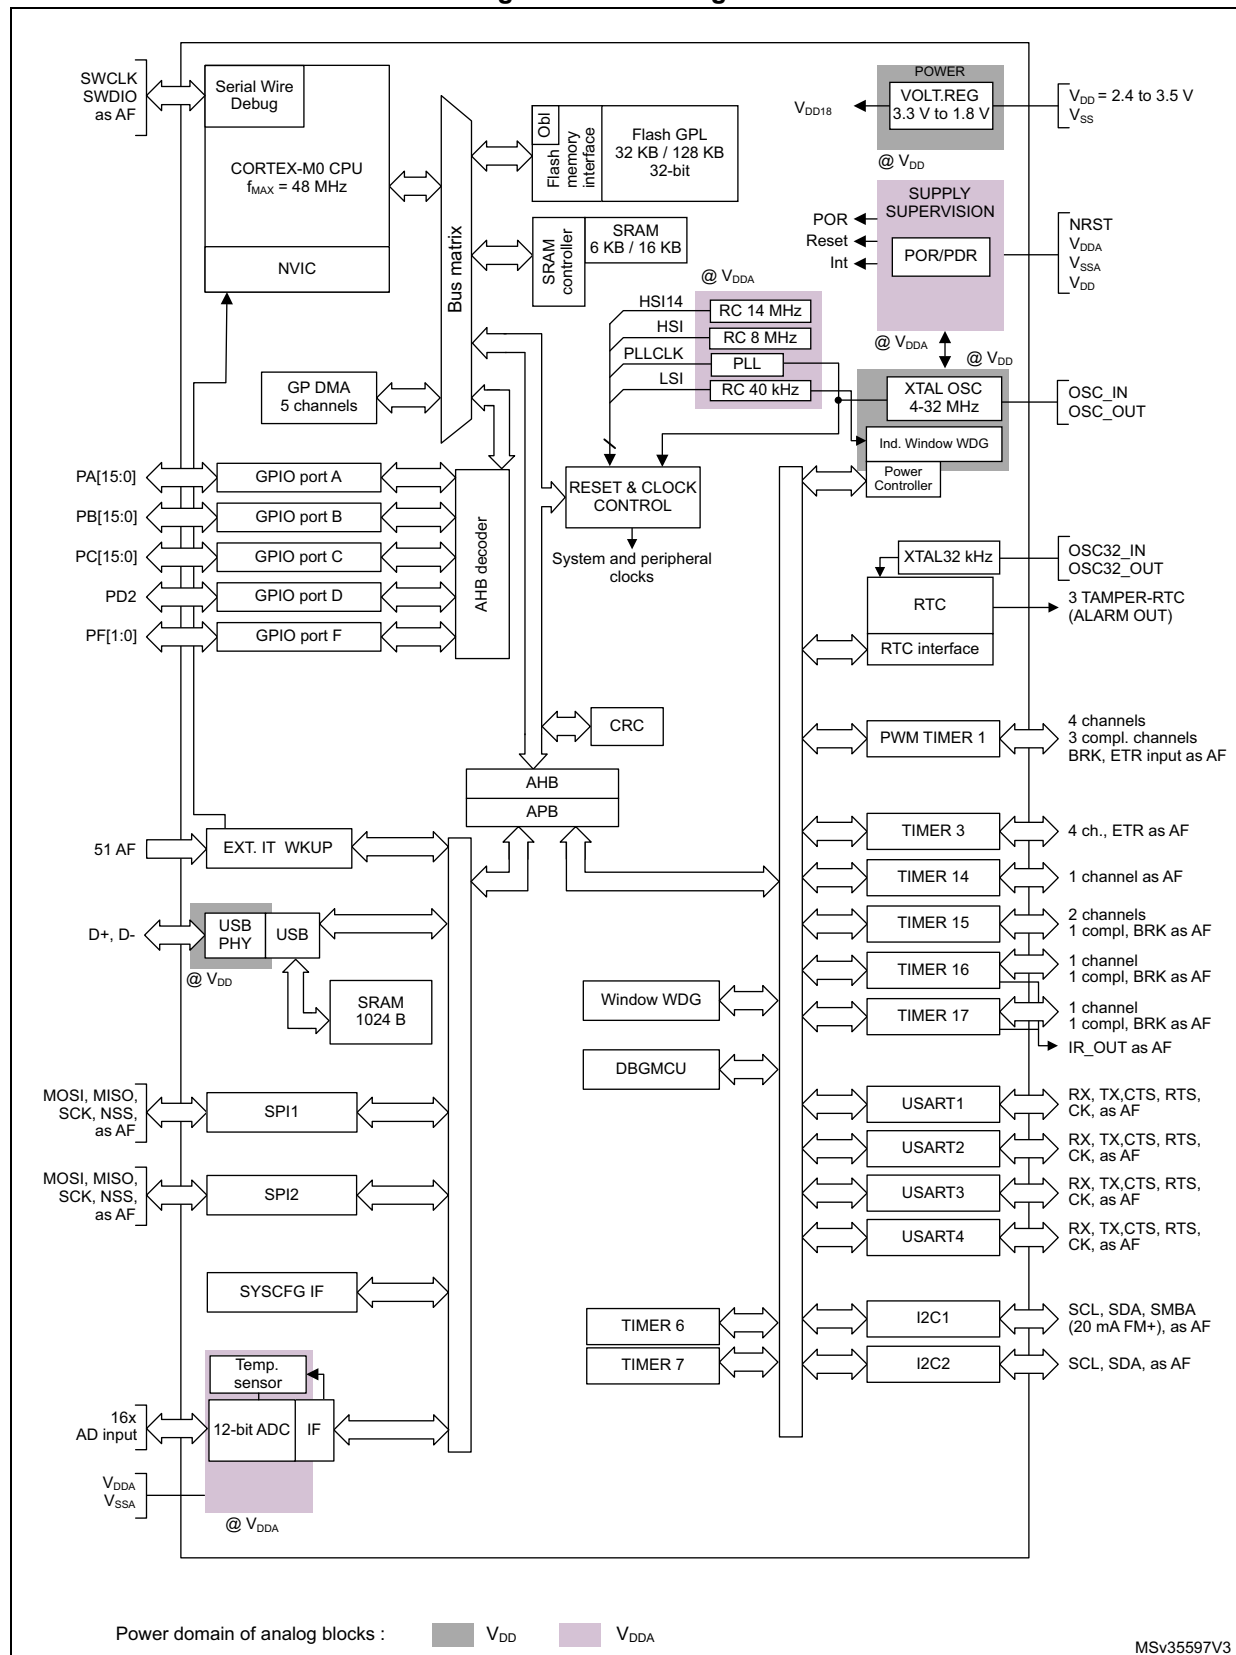 SWCLK
SWDIO
as AF
Serial Wire
Debug
CORTEX-M0 CPU
fMAX = 48 MHz
NVIC
Bus matrix
Obl
Flash
memory
interface
Flash GPL
32 KB / 128 KB
32-bit
SRAM
controller
SRAM
6 KB / 16 KB
POWER
VOLT.REG
3.3 V to 1.8 V
VDD18
VDD = 2.4 to 3.5 V
VSS
@ VDD
SUPPLY
SUPERVISION
POR
Reset
Int
POR/PDR
NRST
VDDA
VSSA
VDD
@ VDDA
@ VDDA
@ VDD
HSI14
HSI
PLLCLK
LSI
RC 14 MHz
RC 8 MHz
PLL
RC 40 kHz
XTAL OSC
4-32 MHz
OSC_IN
OSC_OUT
Ind. Window WDG
Power
Controller
GP DMA
5 channels
PA[15:0]
GPIO port A
PB[15:0]
GPIO port B
PC[15:0]
GPIO port C
PD2
GPIO port D
PF[1:0]
GPIO port F
AHB decoder
RESET & CLOCK
CONTROL
System and peripheral
clocks
XTAL32 kHz
OSC32_IN
OSC32_OUT
RTC
3 TAMPER-RTC
(ALARM OUT)
RTC interface
CRC
AHB
APB
PWM TIMER 1
4 channels
3 compl. channels
BRK, ETR input as AF
51 AF
EXT. IT WKUP
TIMER 3
4 ch., ETR as AF
TIMER 14
1 channel as AF
D+, D-
USB
PHY
USB
@ VDD
SRAM
1024 B
TIMER 15
2 channels
1 compl, BRK as AF
TIMER 16
1 channel
1 compl, BRK as AF
TIMER 17
1 channel
1 compl, BRK as AF
IR_OUT as AF
Window WDG
DBGMCU
MOSI, MISO,
SCK, NSS,
as AF
SPI1
MOSI, MISO,
SCK, NSS,
as AF
SPI2
USART1
RX, TX,CTS, RTS,
CK, as AF
USART2
RX, TX,CTS, RTS,
CK, as AF
USART3
RX, TX,CTS, RTS,
CK, as AF
USART4
RX, TX,CTS, RTS,
CK, as AF
SYSCFG IF
TIMER 6
TIMER 7
I2C1
SCL, SDA, SMBA
(20 mA FM+), as AF
I2C2
SCL, SDA, as AF
Temp.
sensor
16x
AD input
12-bit ADC
IF
VDDA
VSSA
@ VDDA
Power domain of analog blocks :
VDD
VDDA
MSv35597V3